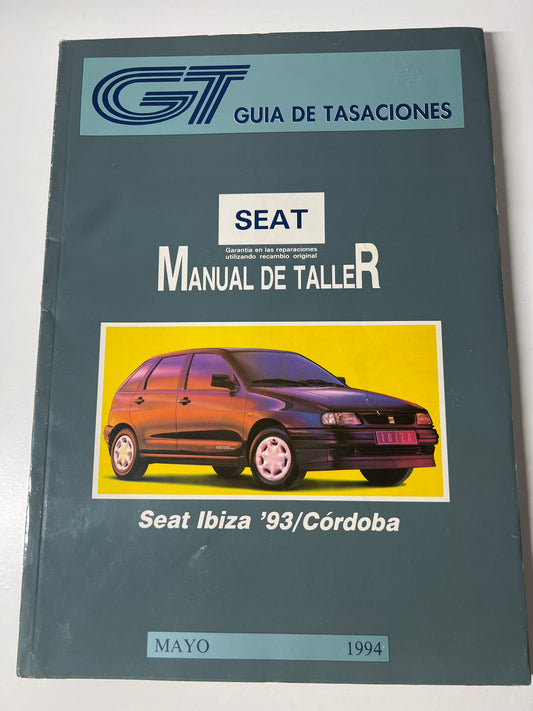 GT GUIA DE TASACIONES
SEAT
Garantía en las reparaciones
utilizando recambio original
MANUAL DE TALLER
IBIZA
Seat Ibiza '93/Córdoba
MAYO 1994